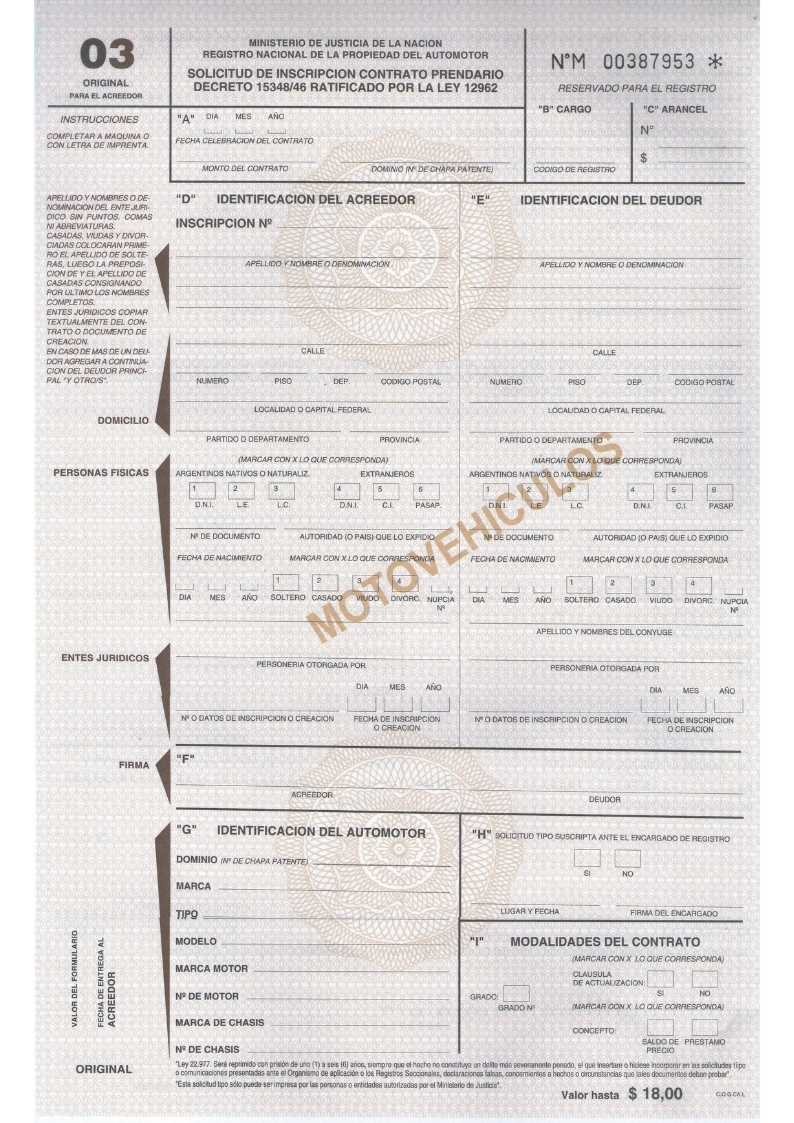 03
ORIGINAL
PARA EL ACREEDOR
MINISTERIO DE JUSTICIA DE LA NACION
REGISTRO NACIONAL DE LA PROPIEDAD DEL AUTOMOTOR
SOLICITUD DE INSCRIPCION CONTRATO PRENDARIO
DECRETO 15348/46 RATIFICADO POR LA LEY 12962
NºM 00387953 *
RESERVADO PARA EL REGISTRO
INSTRUCCIONES
COMPLETAR A MAQUINA O
CON LETRA DE IMPRENTA.
"A" DIA MES AÑO
FECHA CELEBRACION DEL CONTRATO
MONTO DEL CONTRATO DOMINIO (Nº DE CHAPA PATENTE)
"B" CARGO
CODIGO DE REGISTRO
"C" ARANCEL
Nº
$
APELLIDO Y NOMBRES O DE-
NOMINACION DEL ENTE JURI-
DICO SIN PUNTOS, COMAS
NI ABREVIATURAS.
CASADAS, VIUDAS Y DIVOR-
CIADAS COLOCARAN PRIME-
RO EL APELLIDO DE SOLTE-
RAS, LUEGO LA PREPOSI-
CION DE Y EL APELLIDO DE
CASADAS CONSIGNANDO
POR ULTIMO LOS NOMBRES
COMPLETOS.
ENTES JURIDICOS COPIAR
TEXTUALMENTE DEL CON-
TRATO O DOCUMENTO DE
CREACION.
EN CASO DE MAS DE UN DEU-
DOR AGREGAR A CONTINUA-
CION DEL DEUDOR PRINCI-
PAL "Y OTRO/S".
DOMICILIO
PERSONAS FISICAS
ENTES JURIDICOS
FIRMA
"D" IDENTIFICACION DEL ACREEDOR
INSCRIPCION Nº
APELLIDO Y NOMBRE O DENOMINACION
CALLE
NUMERO PISO DEP. CODIGO POSTAL
LOCALIDAD O CAPITAL FEDERAL
PARTIDO O DEPARTAMENTO PROVINCIA
(MARCAR CON X LO QUE CORRESPONDA)
ARGENTINOS NATIVOS O NATURALIZ. EXTRANJEROS
1 2 3 4 5 6
D.N.I. L.E. L.C. D.N.I. C.I. PASAP.
Nº DE DOCUMENTO AUTORIDAD (O PAIS) QUE LO EXPIDIO
FECHA DE NACIMIENTO MARCAR CON X LO QUE CORRESPONDA
1 2 3 4
DIA MES AÑO SOLTERO CASADO VIUDO DIVORC. NUPCIA
Nº
PERSONERIA OTORGADA POR
DIA MES AÑO
Nº O DATOS DE INSCRIPCION O CREACION FECHA DE INSCRIPCION
O CREACION
"E" IDENTIFICACION DEL DEUDOR
APELLIDO Y NOMBRE O DENOMINACION
CALLE
NUMERO PISO DEP. CODIGO POSTAL
LOCALIDAD O CAPITAL FEDERAL
PARTIDO O DEPARTAMENTO PROVINCIA
(MARCAR CON X LO QUE CORRESPONDA)
ARGENTINOS NATIVOS O NATURALIZ. EXTRANJEROS
1 2 3 4 5 6
D.N.I. L.E. L.C. D.N.I. C.I. PASAP.
Nº DE DOCUMENTO AUTORIDAD (O PAIS) QUE LO EXPIDIO
FECHA DE NACIMIENTO MARCAR CON X LO QUE CORRESPONDA
1 2 3 4
DIA MES AÑO SOLTERO CASADO VIUDO DIVORC. NUPCIA
Nº
APELLIDO Y NOMBRES DEL CONYUGE
PERSONERIA OTORGADA POR
DIA MES AÑO
Nº O DATOS DE INSCRIPCION O CREACION FECHA DE INSCRIPCION
O CREACION
MOTOVEHICULOS
"F"
ACREEDOR DEUDOR
"G" IDENTIFICACION DEL AUTOMOTOR
DOMINIO (Nº DE CHAPA PATENTE)
MARCA
TIPO
MODELO
MARCA MOTOR
Nº DE MOTOR
MARCA DE CHASIS
Nº DE CHASIS
"H" SOLICITUD TIPO SUSCRIPTA ANTE EL ENCARGADO DE REGISTRO
SI NO
LUGAR Y FECHA FIRMA DEL ENCARGADO
"I" MODALIDADES DEL CONTRATO
(MARCAR CON X LO QUE CORRESPONDA)
CLAUSULA
DE ACTUALIZACION:
SI NO
GRADO:
GRADO Nº
(MARCAR CON X LO QUE CORRESPONDA)
CONCEPTO:
SALDO DE PRECIO
PRESTAMO
VALOR DEL FORMULARIO
FECHA DE ENTREGA AL
ACREEDOR
ORIGINAL
"Ley 22.977. Será reprimido con prisión de uno (1) a seis (6) años, siempre que el hecho no constituya un delito más severamente penado, el que insertare o hiciese incorporar en las solicitudes tipo
o comunicaciones presentadas ante el Organismo de aplicación o los Registros Seccionales, declaraciones falsas, concernientes a hechos o circunstancias que tales documentos deban probar".
"Esta solicitud tipo sólo puede ser impresa por las personas o entidades autorizadas por el Ministerio de Justicia".
Valor hasta $ 18,00